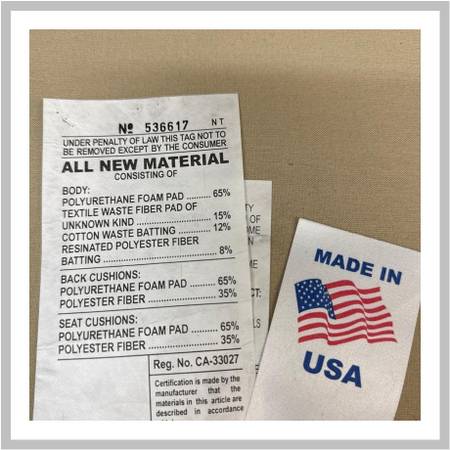 Nº 536617 N T
UNDER PENALTY OF LAW THIS TAG NOT TO
BE REMOVED EXCEPT BY THE CONSUMER
ALL NEW MATERIAL
CONSISTING OF
BODY:
POLYURETHANE FOAM PAD .......... 65%
TEXTILE WASTE FIBER PAD OF
UNKNOWN KIND .......... 15%
COTTON WASTE BATTING .......... 12%
RESINATED POLYESTER FIBER
BATTING .......... 8%
BACK CUSHIONS:
POLYURETHANE FOAM PAD .......... 65%
POLYESTER FIBER .......... 35%
SEAT CUSHIONS:
POLYURETHANE FOAM PAD .......... 65%
POLYESTER FIBER .......... 35%
Reg. No. CA-33027
Certification is made by the
manufacturer that the
materials in this article are
described in accordance
MADE IN
USA